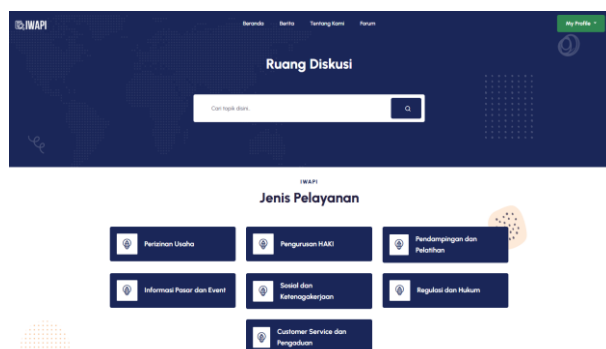 IWAPI
Beranda Berita Tentang Kami Forum
My Profile
Ruang Diskusi
Cari topik disini..
IWAPI
Jenis Pelayanan
Perizinan Usaha
Pengurusan HAKI
Pendampingan dan
Pelatihan
Informasi Pasar dan Event
Sosial dan
Ketenagakerjaan
Regulasi dan Hukum
Customer Service dan
Pengaduan